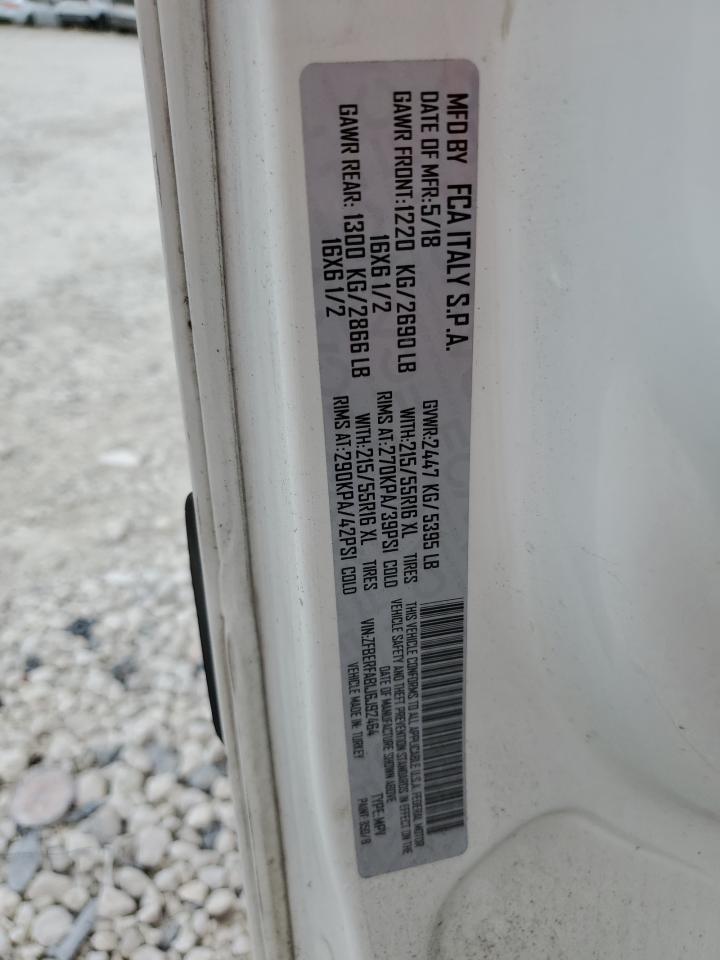 MFD BY FCA ITALY S.P.A.
DATE OF MFR:5/18 GVWR:2447 KG/5395 LB
GAWR FRONT:1220 KG/2690 LB WITH:215/55R16 XL TIRES
16X6 1/2 RIMS AT:270KPA/39PSI COLD
GAWR REAR: 1300 KG/2866 LB WITH:215/55R16 XL TIRES
16X6 1/2 RIMS AT:290KPA/42PSI COLD
THIS VEHICLE CONFORMS TO ALL APPLICABLE U.S.A. FEDERAL MOTOR
VEHICLE SAFETY AND THEFT PREVENTION STANDARDS IN EFFECT ON THE
DATE OF MANUFACTURE SHOWN ABOVE
VIN:ZFBERFAB1J6J92464 TYPE:MPV
VEHICLE MADE IN: TURKEY PAINT: